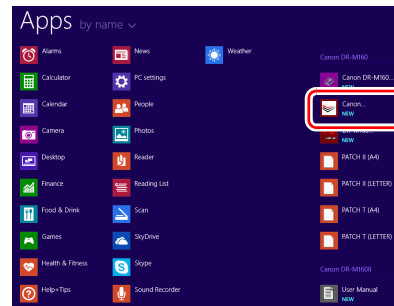 Apps by name
Alarms
Calculator
Calendar
Camera
Desktop
Finance
Food & Drink
Games
Health & Fitness
Help+Tips
News
PC settings
People
Photos
Reader
Reading List
Scan
SkyDrive
Skype
Sound Recorder
Weather
Canon DR-M160
Canon DR-M160...
NEW
Canon...
NEW
NEW
PATCH II (A4)
PATCH II (LETTER)
PATCH T (A4)
PATCH T (LETTER)
Canon DR-M160II
User Manual
NEW